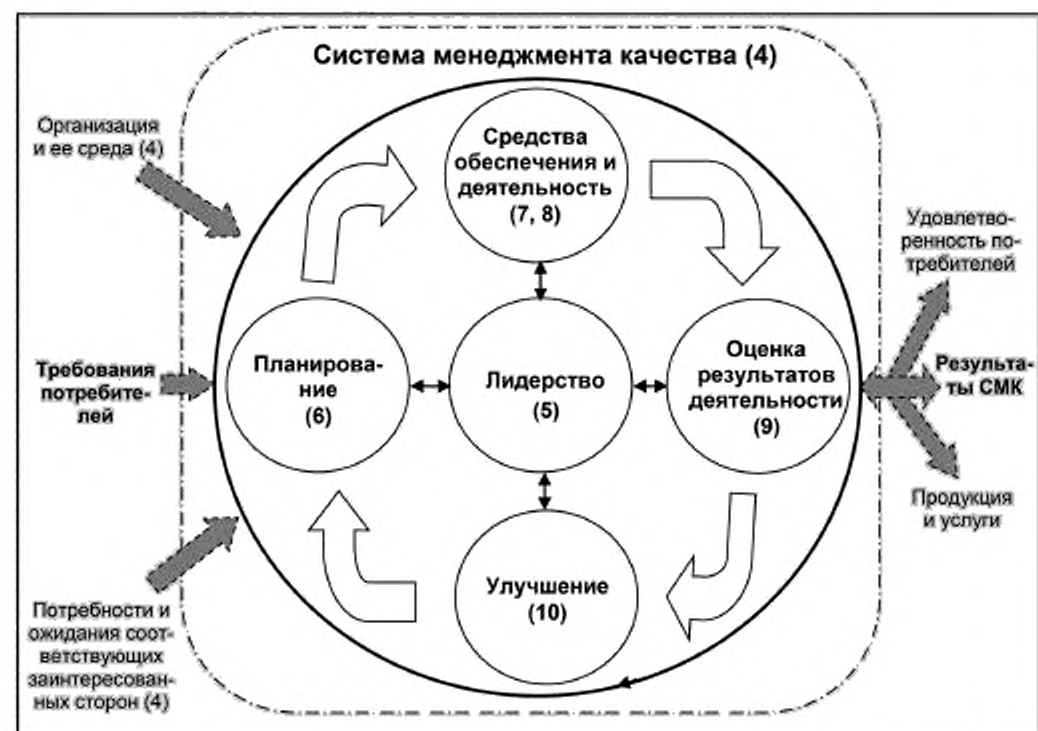 Система менеджмента качества (4)
Организация
и ее среда (4)
Средства
обеспечения и
деятельность
(7, 8)
Удовлетво-
ренность по-
требителей
Требования
потребите-
лей
Планирова-
ние
(6)
Лидерство
(5)
Оценка
результатов
деятельности
(9)
Результа-
ты СМК
Продукция
и услуги
Улучшение
(10)
Потребности и
ожидания соот-
ветствующих
заинтересован-
ных сторон (4)